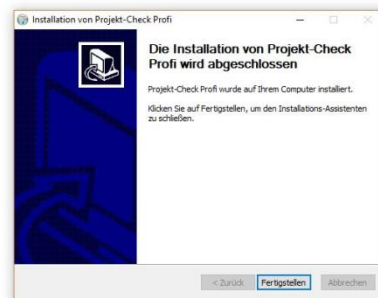 Installation von Projekt-Check Profi
Die Installation von Projekt-Check
Profi wird abgeschlossen
Projekt-Check Profi wurde auf Ihrem Computer installiert.
Klicken Sie auf Fertigstellen, um den Installations-Assistenten
zu schließen.
< Zurück Fertigstellen Abbrechen